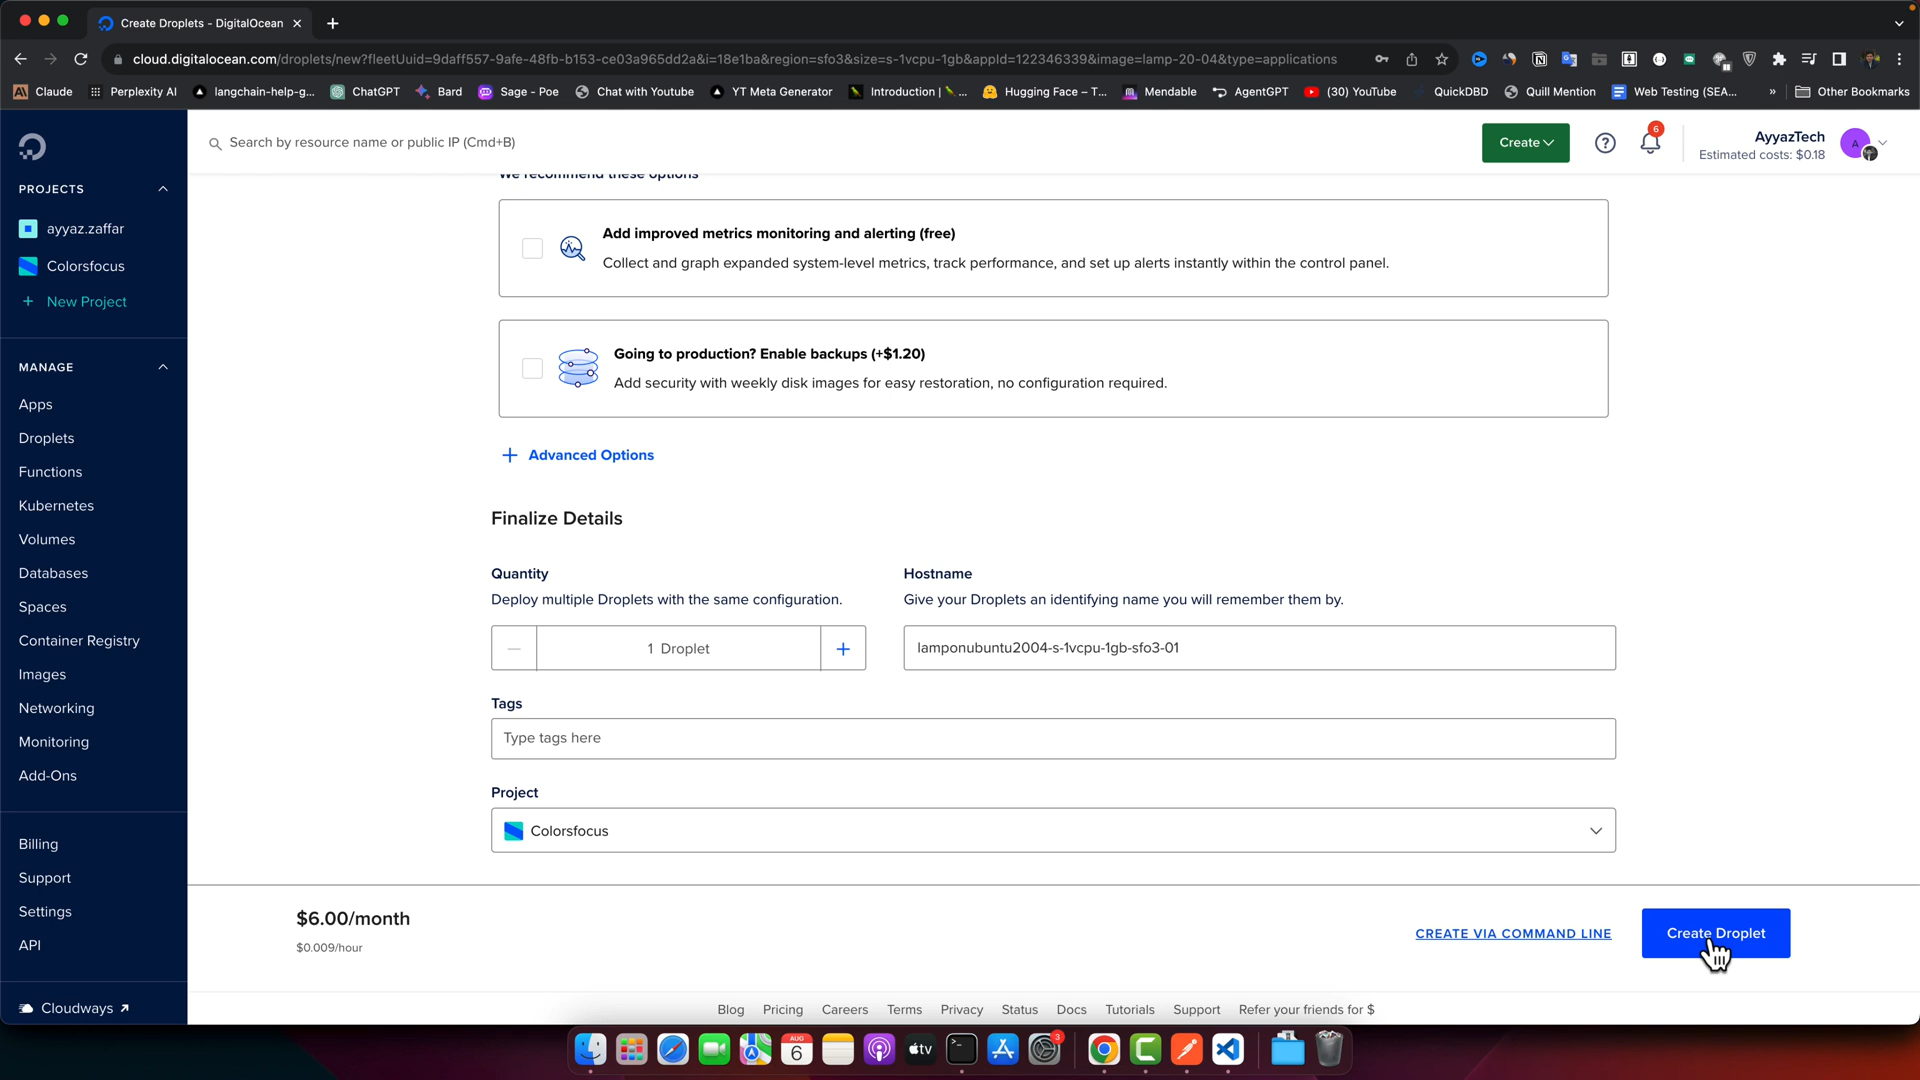 Create Droplets - DigitalOcean
cloud.digitalocean.com/droplets/new?fleetUuid=9daff557-9afe-48fb-b153-ce03a965dd2a&i=18e1ba&region=sfo3&size=s-1vcpu-1gb&appId=122346339&image=lamp-20-04&type=applications
Claude
Perplexity AI
langchain-help-g...
ChatGPT
Bard
Sage - Poe
Chat with Youtube
YT Meta Generator
Introduction | ...
Hugging Face – T...
Mendable
AgentGPT
(30) YouTube
QuickDBD
Quill Mention
Web Testing (SEA...
»
Other Bookmarks
Search by resource name or public IP (Cmd+B)
Create
6
AyyazTech
Estimated costs: $0.18
A
PROJECTS
ayyaz.zaffar
Colorsfocus
+ New Project
MANAGE
Apps
Droplets
Functions
Kubernetes
Volumes
Databases
Spaces
Container Registry
Images
Networking
Monitoring
Add-Ons
Billing
Support
Settings
API
Cloudways
We recommend these options
Add improved metrics monitoring and alerting (free)
Collect and graph expanded system-level metrics, track performance, and set up alerts instantly within the control panel.
Going to production? Enable backups (+$1.20)
Add security with weekly disk images for easy restoration, no configuration required.
+ Advanced Options
Finalize Details
Quantity
Deploy multiple Droplets with the same configuration.
1 Droplet
Hostname
Give your Droplets an identifying name you will remember them by.
lamponubuntu2004-s-1vcpu-1gb-sfo3-01
Tags
Type tags here
Project
Colorsfocus
$6.00/month
$0.009/hour
CREATE VIA COMMAND LINE
Create Droplet
Blog
Pricing
Careers
Terms
Privacy
Status
Docs
Tutorials
Support
Refer your friends for $
AUG
6
tv
3